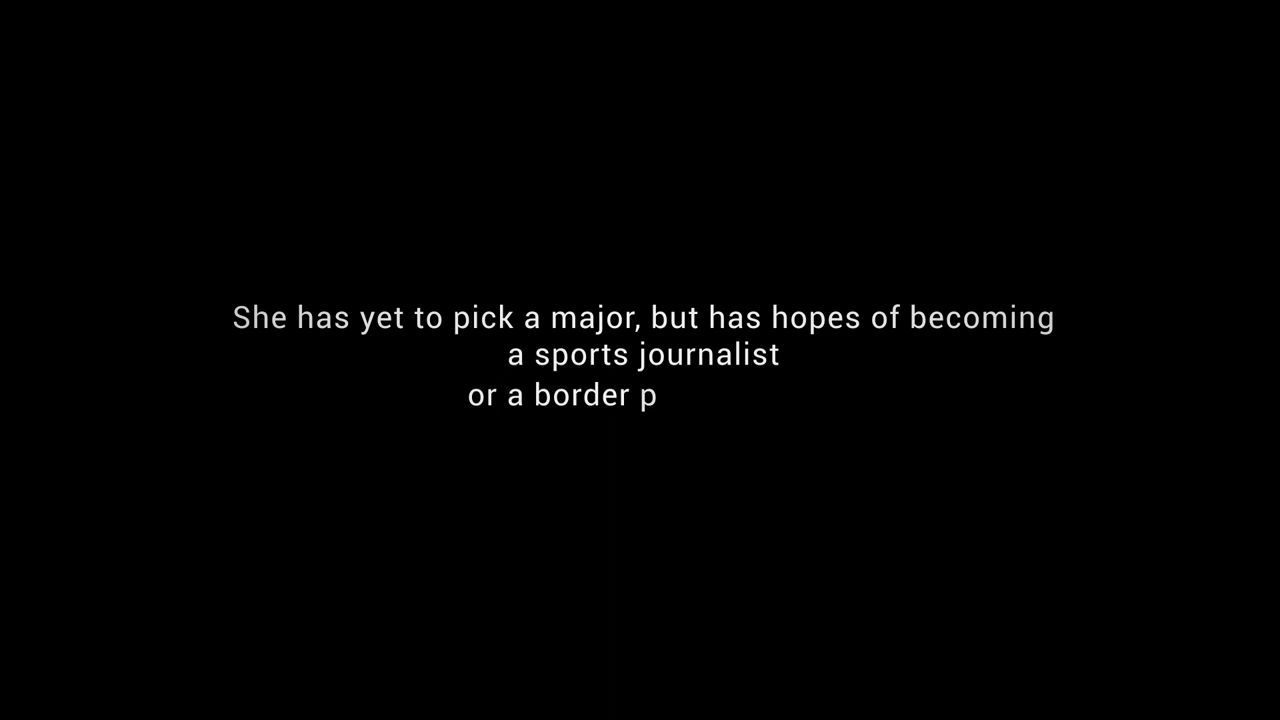 She has yet to pick a major, but has hopes of becoming
a sports journalist
or a border p